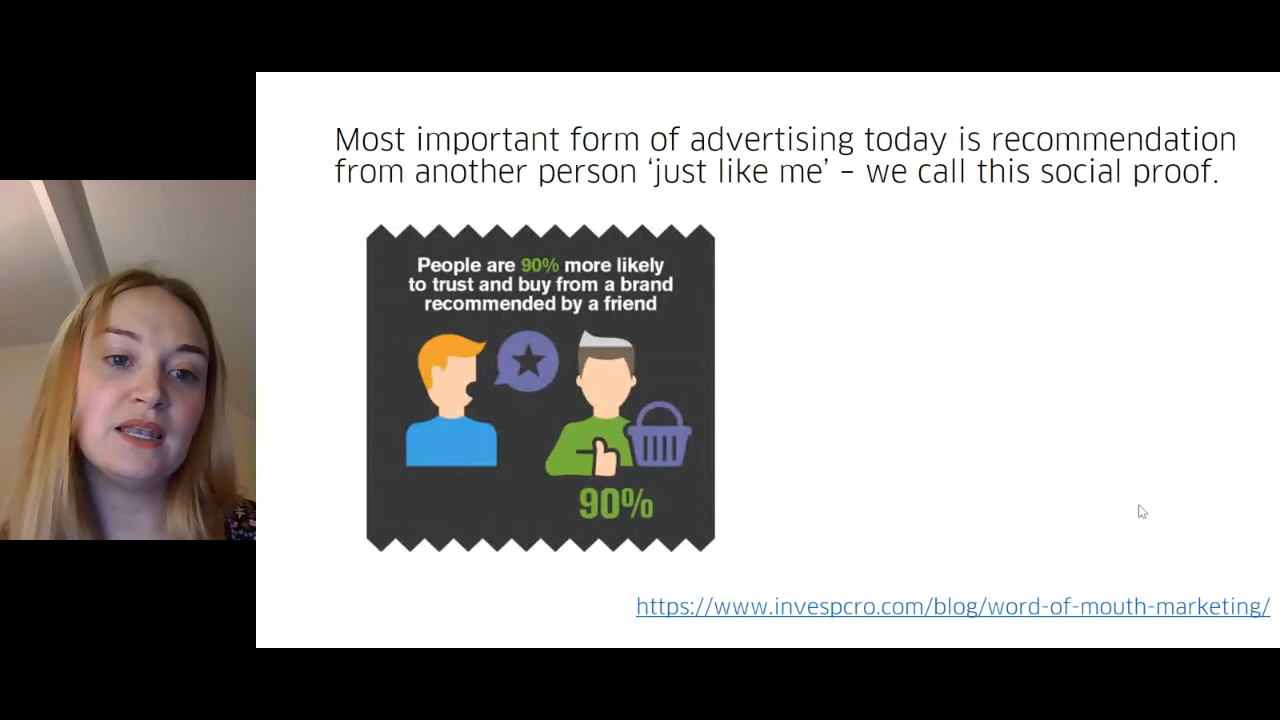 Most important form of advertising today is recommendation
from another person ‘just like me’ – we call this social proof.
People are 90% more likely
to trust and buy from a brand
recommended by a friend
90%
https://www.invespcro.com/blog/word-of-mouth-marketing/